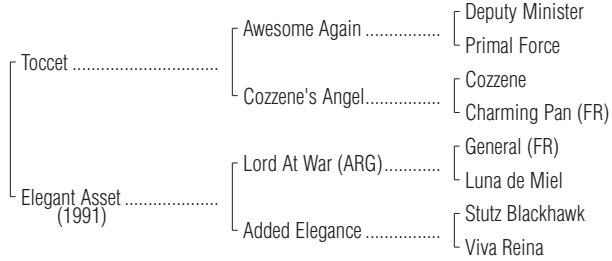 Deputy Minister
Awesome Again ..................
Primal Force
Toccet ...................................
Cozzene
Cozzene's Angel.................
Charming Pan (FR)
General (FR)
Lord At War (ARG)............
Luna de Miel
Elegant Asset ......................
(1991)
Stutz Blackhawk
Added Elegance .................
Viva Reina